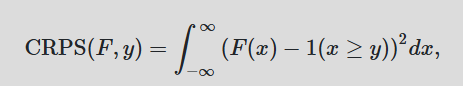 CRPS(F, y) = ∫_{-∞}^{∞} (F(x) − 1(x ≥ y))² dx,